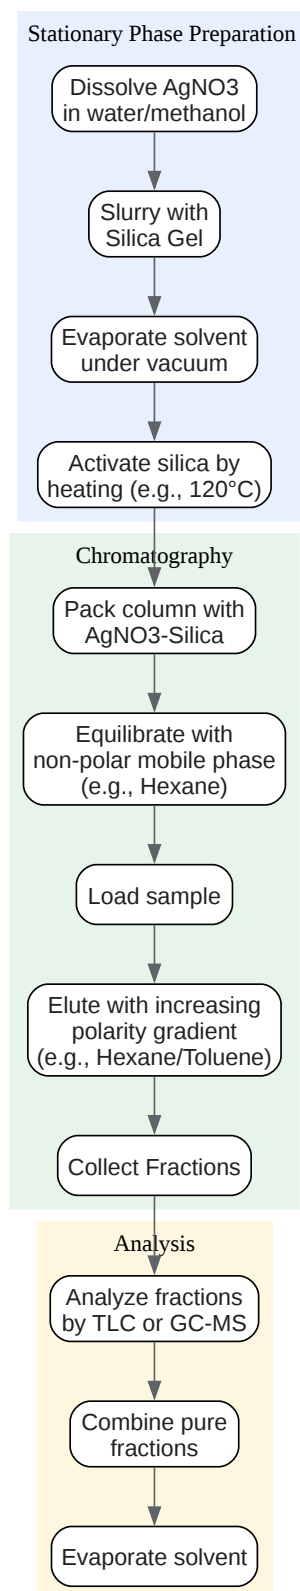 Stationary Phase Preparation
Dissolve AgNO3
in water/methanol
Slurry with
Silica Gel
Evaporate solvent
under vacuum
Activate silica by
heating (e.g., 120°C)
Chromatography
Pack column with
AgNO3-Silica
Equilibrate with
non-polar mobile phase
(e.g., Hexane)
Load sample
Elute with increasing
polarity gradient
(e.g., Hexane/Toluene)
Collect Fractions
Analysis
Analyze fractions
by TLC or GC-MS
Combine pure
fractions
Evaporate solvent